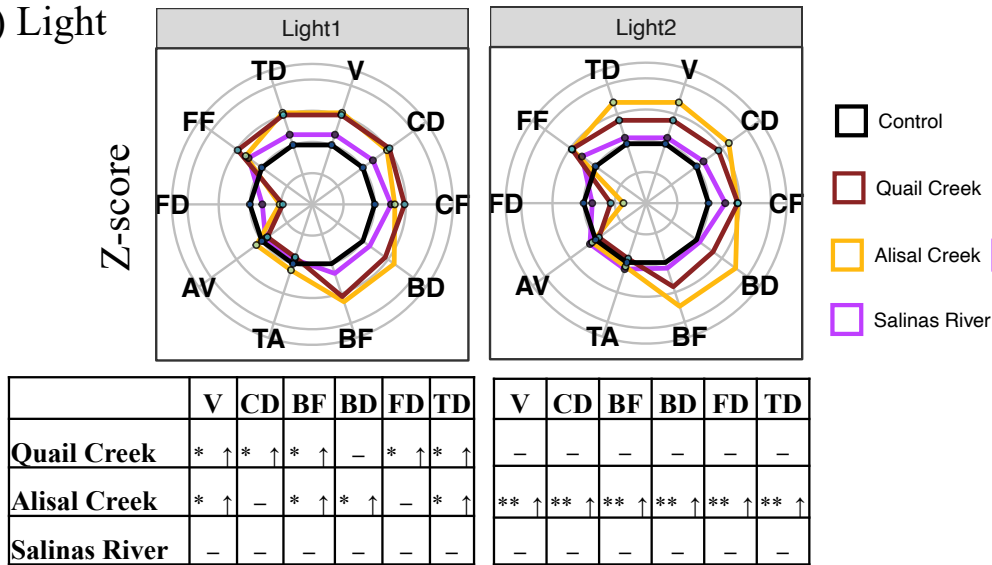 ) Light
Light1
Light2
Z-score
TD V
FF CD
FD CF
AV BD
TA BF
TD V
FF CD
FD CF
AV BD
TA BF
Control
Quail Creek
Alisal Creek
Salinas River
V CD BF BD FD TD
Quail Creek * ↑ * ↑ * ↑ – * ↑ * ↑
Alisal Creek * ↑ – * ↑ * ↑ – * ↑
Salinas River – – – – – –
V CD BF BD FD TD
– – – – – –
** ↑ ** ↑ ** ↑ ** ↑ ** ↑ ** ↑
– – – – – –